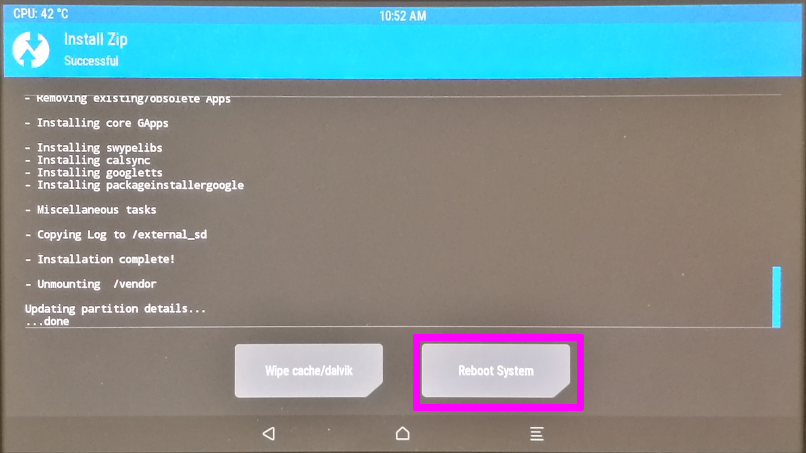 CPU: 42 °C
10:52 AM
Install Zip
Successful
- Removing existing/obsolete Apps
- Installing core GApps
- Installing swypelibs
- Installing calsync
- Installing googletts
- Installing packageinstallergoogle
- Miscellaneous tasks
- Copying Log to /external_sd
- Installation complete!
- Unmounting  /vendor
Updating partition details...
...done
Wipe cache/dalvik
Reboot System